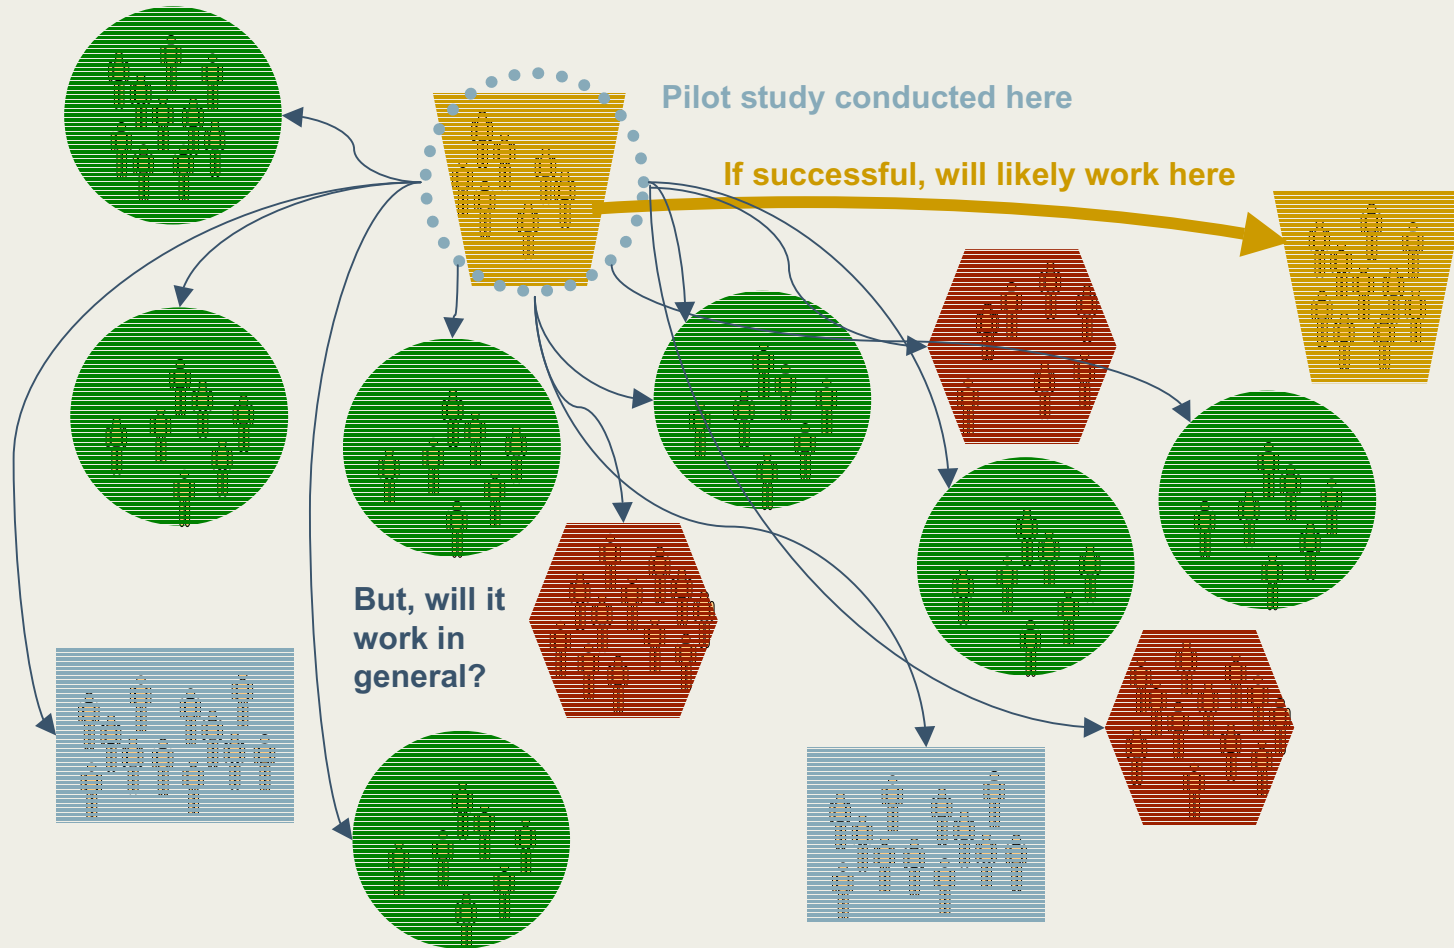 Pilot study conducted here
If successful, will likely work here
But, will it
work in
general?